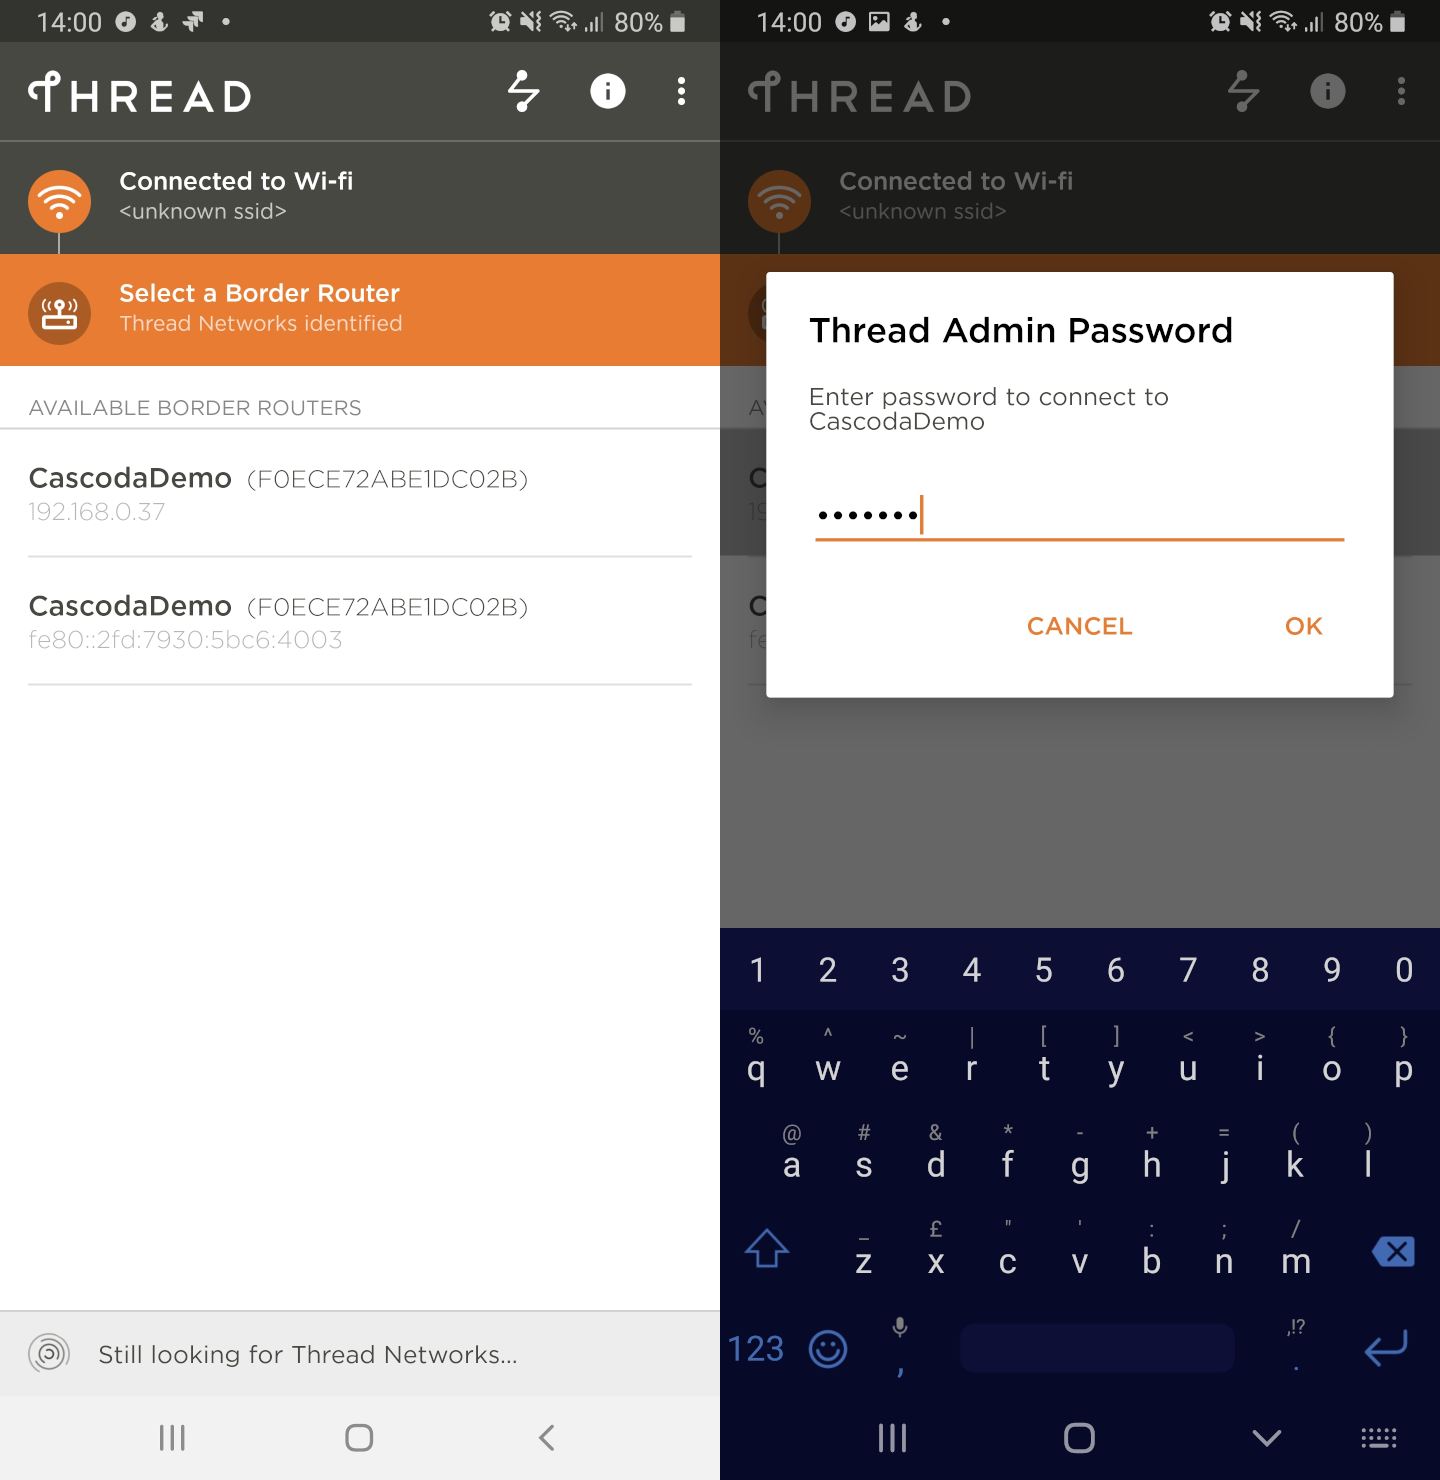 14:00
80%
THREAD
Connected to Wi-fi
<unknown ssid>
Select a Border Router
Thread Networks identified
AVAILABLE BORDER ROUTERS
CascodaDemo (F0ECE72ABE1DC02B)
192.168.0.37
CascodaDemo (F0ECE72ABE1DC02B)
fe80::2fd:7930:5bc6:4003
Still looking for Thread Networks...
14:00
80%
THREAD
Connected to Wi-fi
<unknown ssid>
A
C
19
C
fe
Thread Admin Password
Enter password to connect to
CascodaDemo
•••••••
CANCEL OK
1 2 3 4 5 6 7 8 9 0
% ^ ~ | [ ] < > { }
q w e r t y u i o p
@ # & * - + = ( )
a s d f g h j k l
_ £ " ' : ; /
z x c v b n m
,!?
123 , .